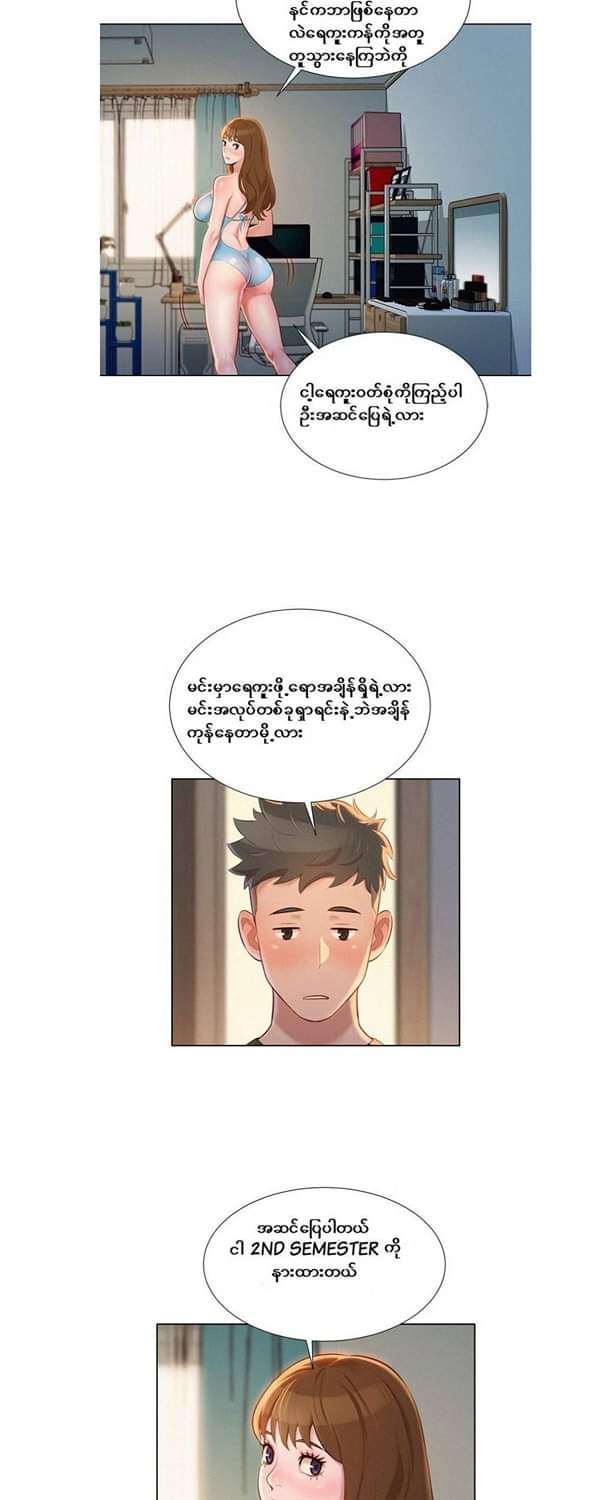 နင်ကဘာဖြစ်နေတာ
လဲရေကူးကန်ကိုအတူ
တူသွားနေကြဘဲကို
ငါ့ရေကူးဝတ်စုံကိုကြည့်ပါ
ဦးအဆင်ပြေရဲ့လား
မင်းမှာရေကူးဖို့ရောအချိန်ရှိရဲ့လား
မင်းအလုပ်တစ်ခုရှာရင်းနဲ့ဘဲအချိန်
ကုန်နေတာမို့လား
အဆင်ပြေပါတယ်
ငါ 2ND SEMESTER ကို
နားထားတယ်